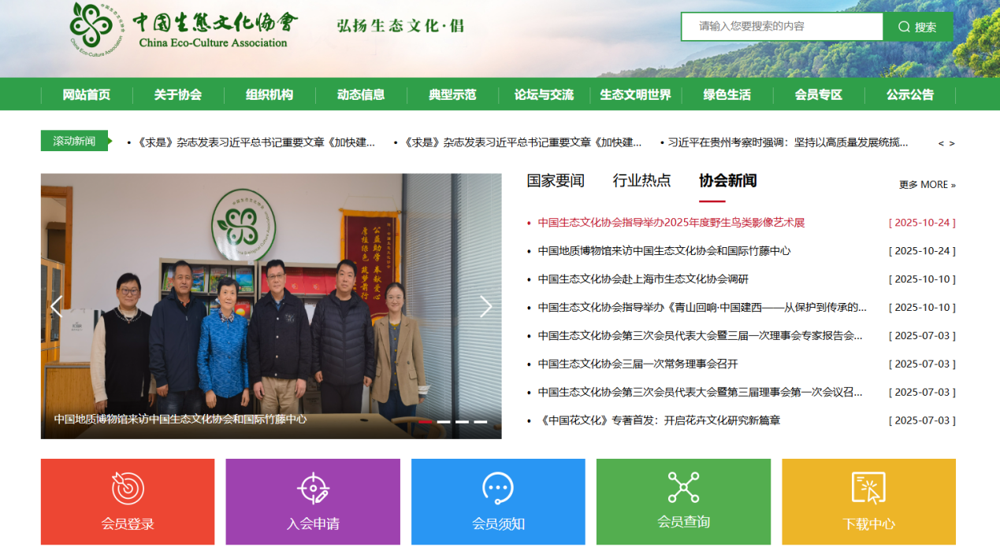 中国生態文化協會
China Eco-Culture Association
弘扬生态文化·倡
请输入您要搜索的内容
搜索
网站首页 关于协会 组织机构 动态信息 典型示范 论坛与交流 生态文明世界 绿色生活 会员专区 公示公告
滚动新闻
• 《求是》杂志发表习近平总书记重要文章《加快建... • 《求是》杂志发表习近平总书记重要文章《加快建... • 习近平在贵州考察时强调：坚持以高质量发展统揽... < >
公益助学 奉献爱心
厚植绿色 筑梦前行
中国地质博物馆来访中国生态文化协会和国际竹藤中心
国家要闻 行业热点 协会新闻 更多 MORE »
• 中国生态文化协会指导举办2025年度野生鸟类影像艺术展 [ 2025-10-24 ]
• 中国地质博物馆来访中国生态文化协会和国际竹藤中心 [ 2025-10-24 ]
• 中国生态文化协会赴上海市生态文化协会调研 [ 2025-10-10 ]
• 中国生态文化协会指导举办《青山回响·中国建西——从保护到传承的... [ 2025-10-10 ]
• 中国生态文化协会第三次会员代表大会暨三届一次理事会专家报告会... [ 2025-07-03 ]
• 中国生态文化协会三届一次常务理事会召开 [ 2025-07-03 ]
• 中国生态文化协会第三次会员代表大会暨第三届理事会第一次会议召... [ 2025-07-03 ]
• 《中国花文化》专著首发：开启花卉文化研究新篇章 [ 2025-07-03 ]
会员登录
入会申请
会员须知
会员查询
下载中心